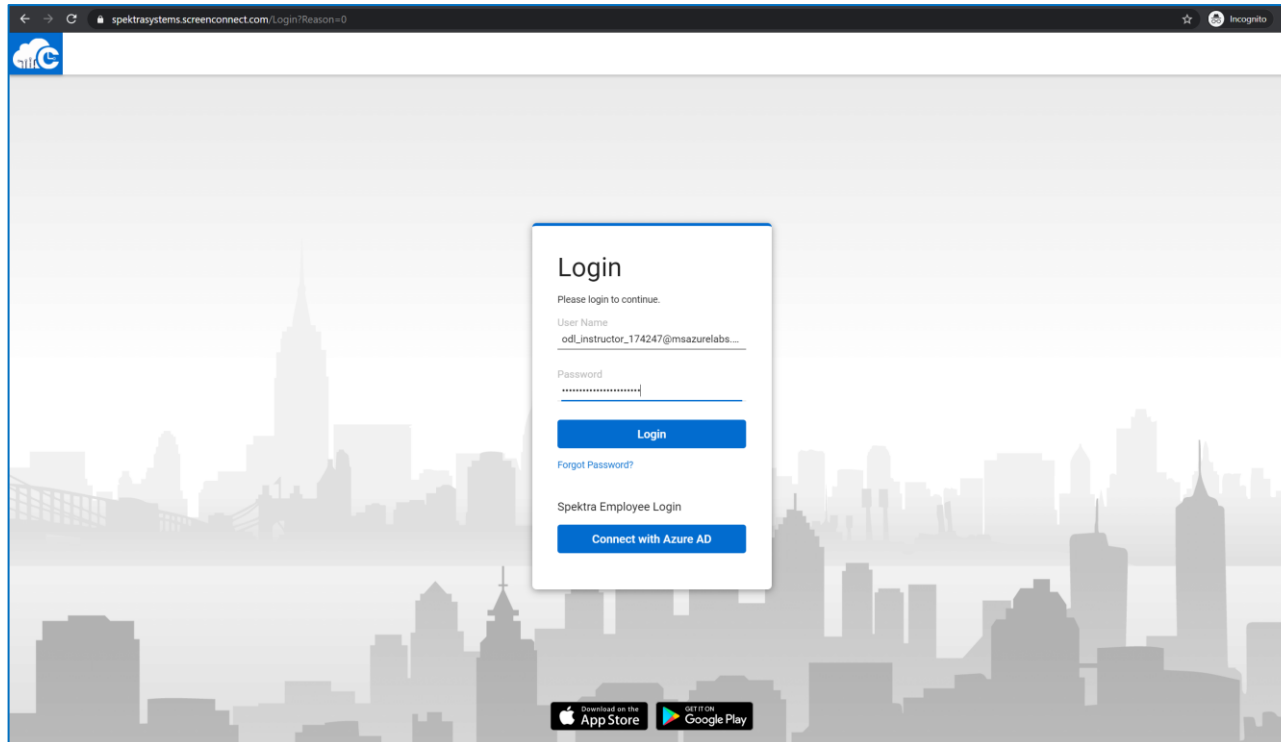 spektrasystems.screenconnect.com/Login?Reason=0
Incognito
Login
Please login to continue.
User Name
odl_instructor_174247@msazurelabs....
Password
Login
Forgot Password?
Spektra Employee Login
Connect with Azure AD
Download on the
App Store
GET IT ON
Google Play